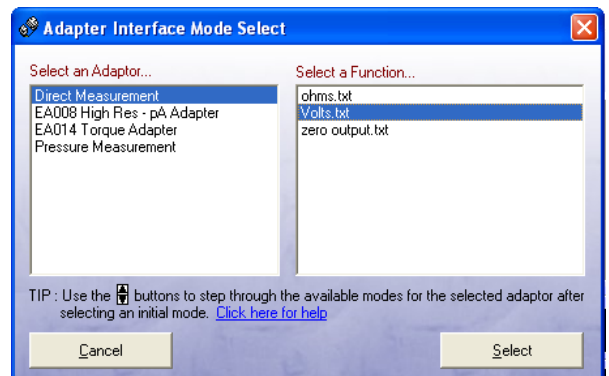 Adapter Interface Mode Select
Select an Adaptor...
Direct Measurement
EA008 High Res - pA Adapter
EA014 Torque Adapter
Pressure Measurement
Select a Function...
ohms.txt
Volts.txt
zero output.txt
TIP : Use the buttons to step through the available modes for the selected adaptor after
selecting an initial mode. Click here for help
Cancel
Select